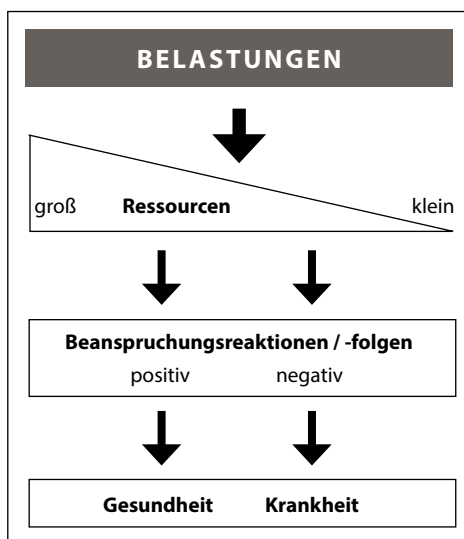 BELASTUNGEN
groß Ressourcen klein
Beanspruchungsreaktionen / -folgen
positiv negativ
Gesundheit Krankheit